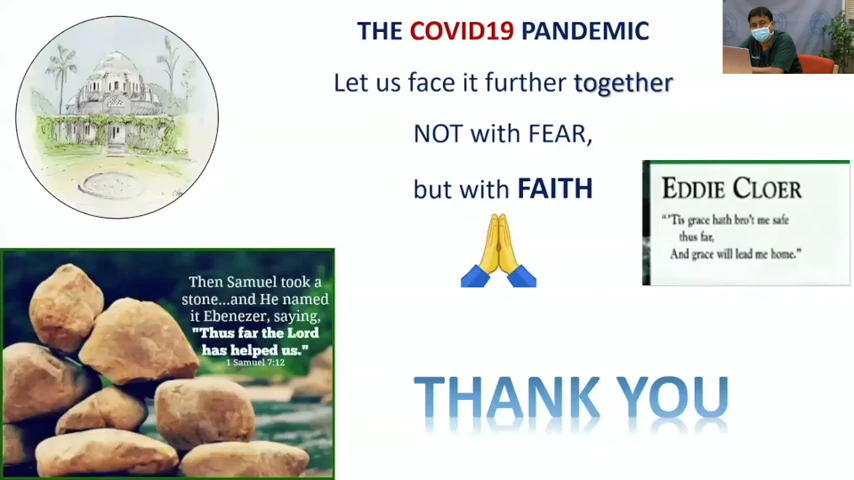 THE COVID19 PANDEMIC
Let us face it further together
NOT with FEAR,
but with FAITH
EDDIE CLOER
"'Tis grace hath bro't me safe
thus far,
And grace will lead me home."
Then Samuel took a
stone...and He named
it Ebenezer, saying,
"Thus far the Lord
has helped us."
1 Samuel 7:12
THANK YOU